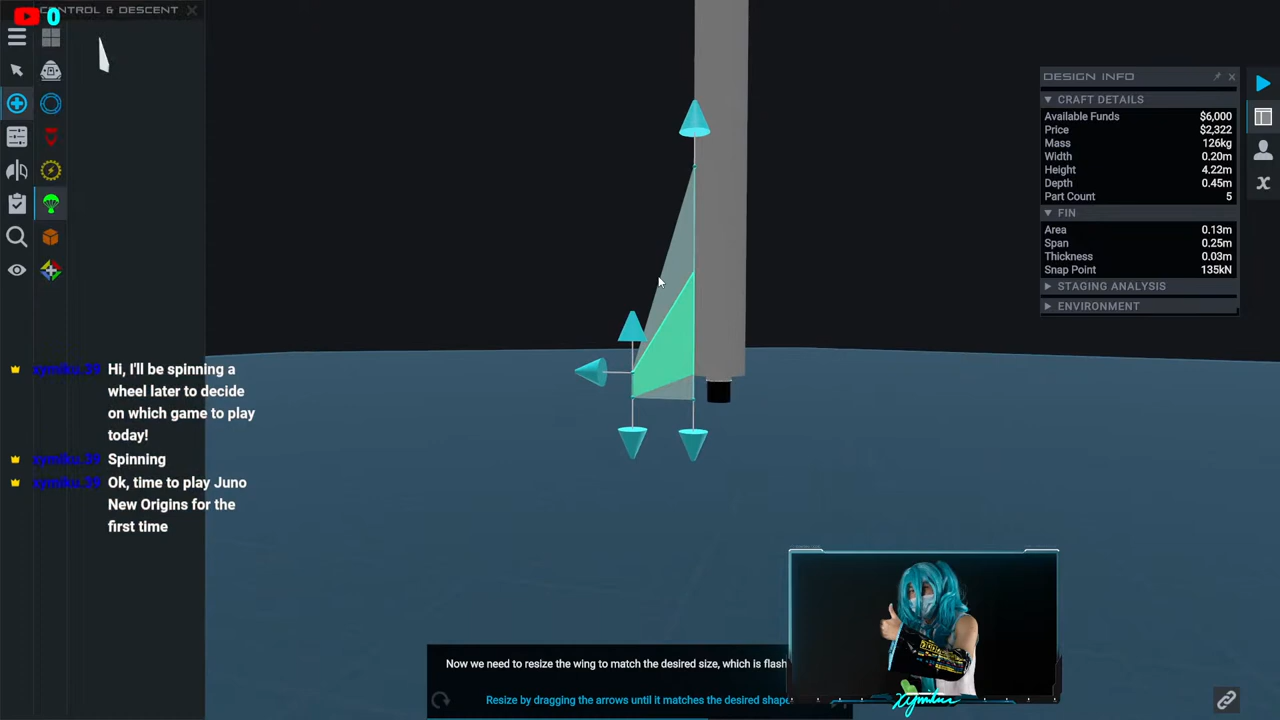 0
CONTROL & DESCENT
DESIGN INFO
CRAFT DETAILS
Available Funds $6,000
Price $2,322
Mass 126kg
Width 0.20m
Height 4.22m
Depth 0.45m
Part Count 5
FIN
Area 0.13m
Span 0.25m
Thickness 0.03m
Snap Point 135kN
STAGING ANALYSIS
ENVIRONMENT
Hi, I'll be spinning a
wheel later to decide
on which game to play
today!
Spinning
Ok, time to play Juno
New Origins for the
first time
Now we need to resize the wing to match the desired size, which is flash
Resize by dragging the arrows until it matches the desired shape